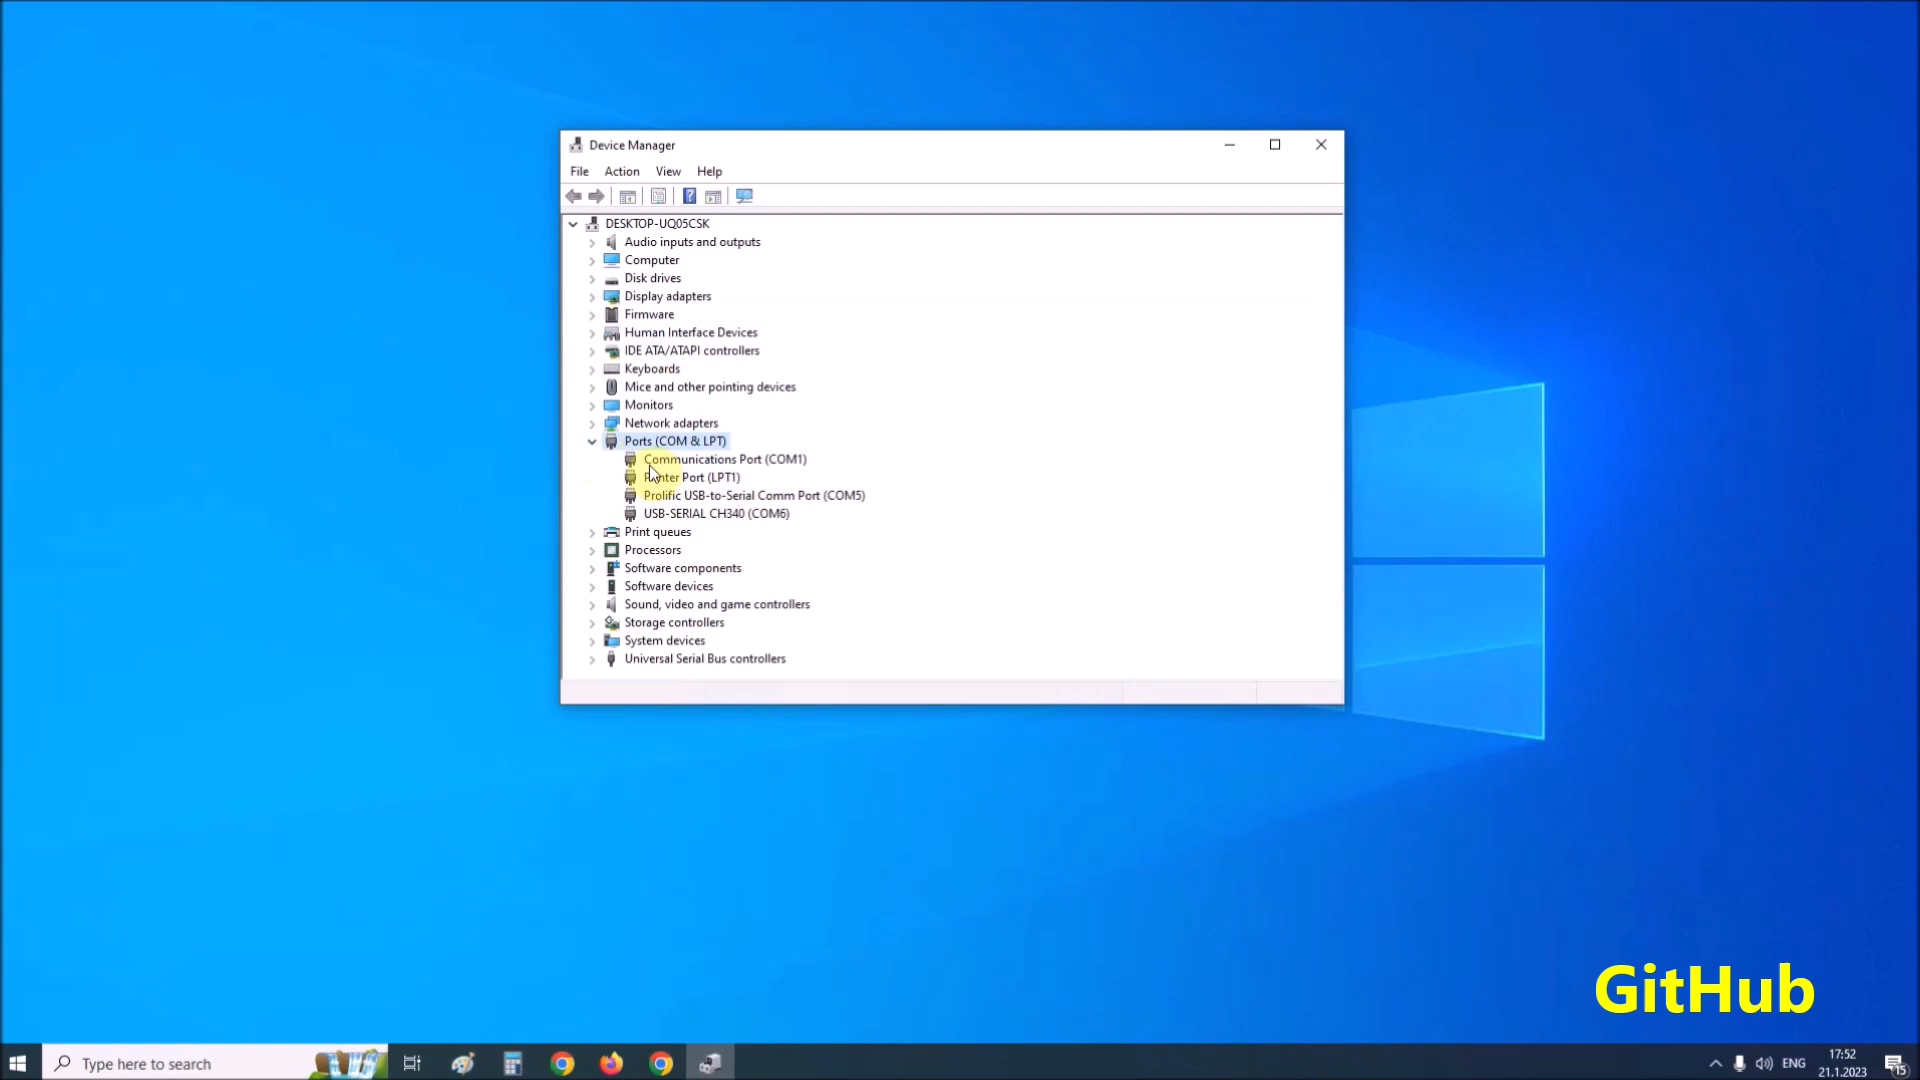 Device Manager
File Action View Help
DESKTOP-UQ05CSK
Audio inputs and outputs
Computer
Disk drives
Display adapters
Firmware
Human Interface Devices
IDE ATA/ATAPI controllers
Keyboards
Mice and other pointing devices
Monitors
Network adapters
Ports (COM & LPT)
Communications Port (COM1)
Printer Port (LPT1)
Prolific USB-to-Serial Comm Port (COM5)
USB-SERIAL CH340 (COM6)
Print queues
Processors
Software components
Software devices
Sound, video and game controllers
Storage controllers
System devices
Universal Serial Bus controllers
GitHub
Type here to search
ENG
17:52
21.1.2023
15